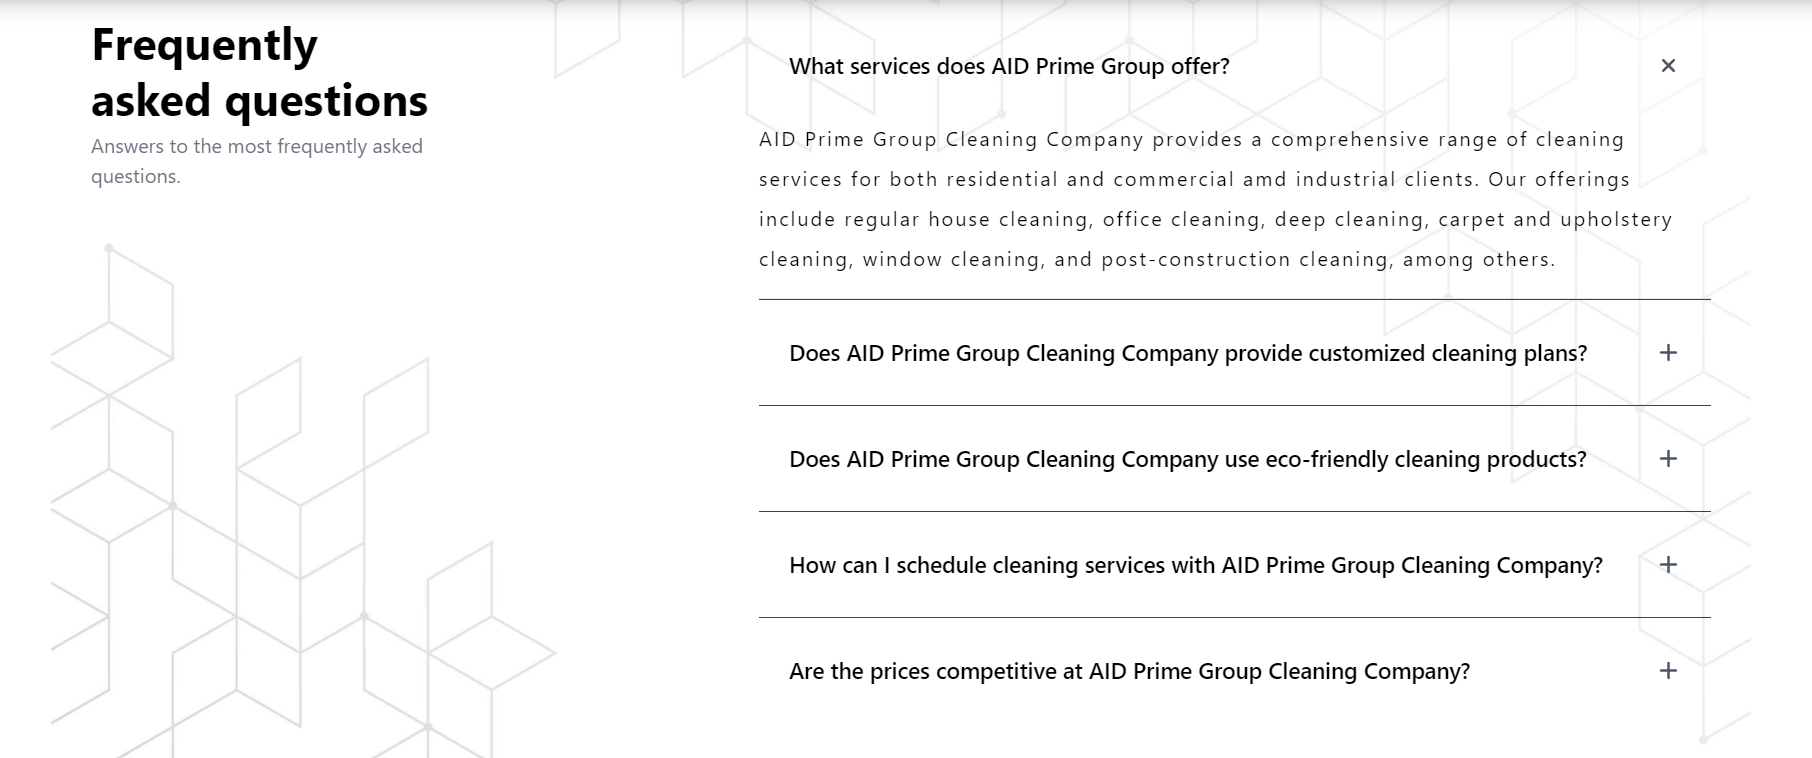 Frequently
asked questions
Answers to the most frequently asked
questions.
What services does AID Prime Group offer?
AID Prime Group Cleaning Company provides a comprehensive range of cleaning
services for both residential and commercial amd industrial clients. Our offerings
include regular house cleaning, office cleaning, deep cleaning, carpet and upholstery
cleaning, window cleaning, and post-construction cleaning, among others.
Does AID Prime Group Cleaning Company provide customized cleaning plans?
Does AID Prime Group Cleaning Company use eco-friendly cleaning products?
How can I schedule cleaning services with AID Prime Group Cleaning Company?
Are the prices competitive at AID Prime Group Cleaning Company?